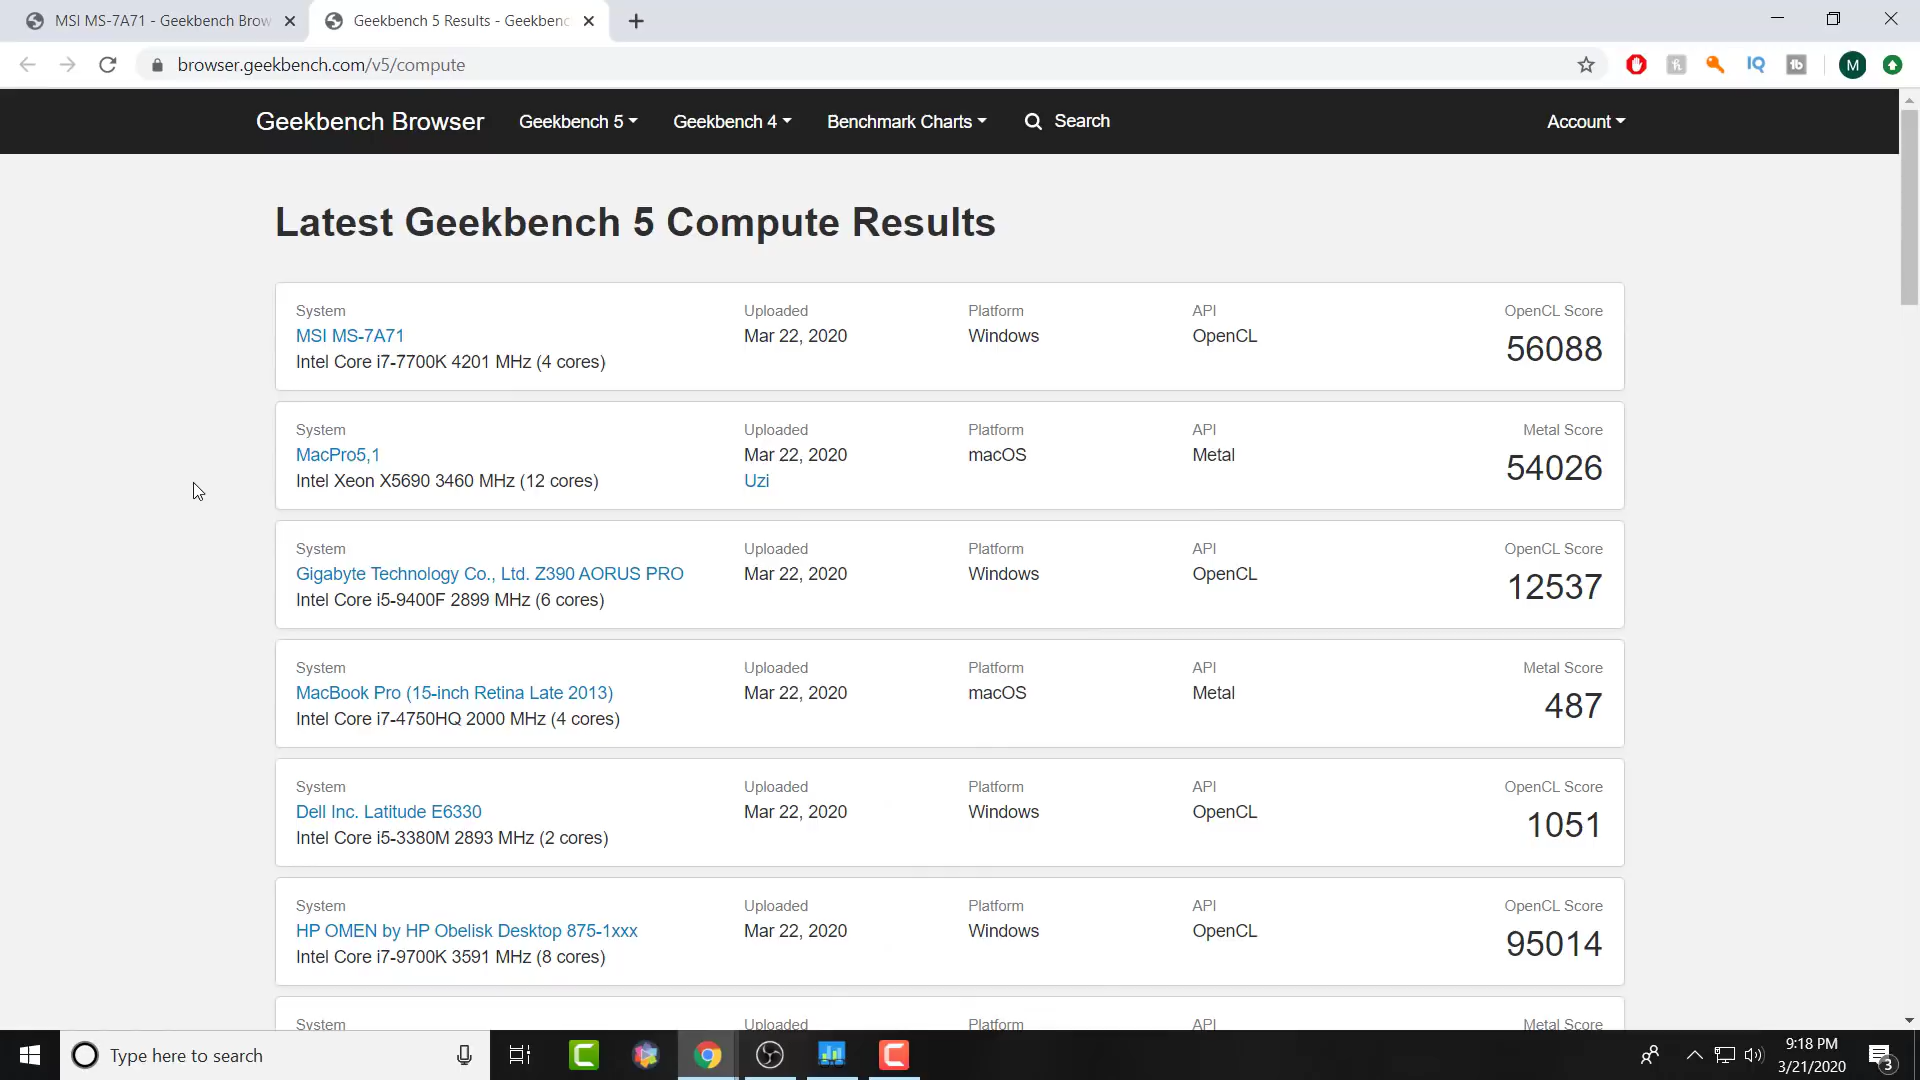 MSI MS-7A71 - Geekbench Brow
Geekbench 5 Results - Geekbenc
browser.geekbench.com/v5/compute
IQ
M
Geekbench Browser Geekbench 5 Geekbench 4 Benchmark Charts Search Account
Latest Geekbench 5 Compute Results
System Uploaded Platform API OpenCL Score
MSI MS-7A71 Mar 22, 2020 Windows OpenCL 56088
Intel Core i7-7700K 4201 MHz (4 cores)
System Uploaded Platform API Metal Score
MacPro5,1 Mar 22, 2020 macOS Metal 54026
Intel Xeon X5690 3460 MHz (12 cores) Uzi
System Uploaded Platform API OpenCL Score
Gigabyte Technology Co., Ltd. Z390 AORUS PRO Mar 22, 2020 Windows OpenCL 12537
Intel Core i5-9400F 2899 MHz (6 cores)
System Uploaded Platform API Metal Score
MacBook Pro (15-inch Retina Late 2013) Mar 22, 2020 macOS Metal 487
Intel Core i7-4750HQ 2000 MHz (4 cores)
System Uploaded Platform API OpenCL Score
Dell Inc. Latitude E6330 Mar 22, 2020 Windows OpenCL 1051
Intel Core i5-3380M 2893 MHz (2 cores)
System Uploaded Platform API OpenCL Score
HP OMEN by HP Obelisk Desktop 875-1xxx Mar 22, 2020 Windows OpenCL 95014
Intel Core i7-9700K 3591 MHz (8 cores)
System Uploaded Platform API Metal Score
Type here to search
9:18 PM
3/21/2020
3